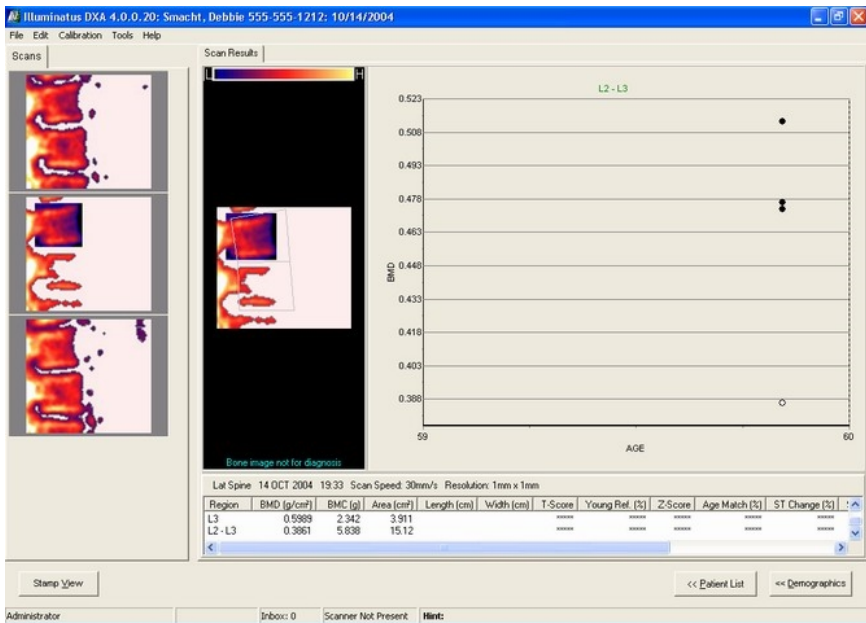 Illuminatus DXA 4.0.0.20: Smacht, Debbie 555-555-1212: 10/14/2004
File Edit Calibration Tools Help
Scans
Scan Results
L H
L2 - L3
0.523
0.508
0.493
0.478
0.463
0.448
0.433
0.418
0.403
0.388
BMD
59 60
AGE
Bone image not for diagnosis
Lat Spine 14 OCT 2004 19:33 Scan Speed: 30mm/s Resolution: 1mm x 1mm
Region BMD (g/cm²) BMC (g) Area (cm²) Length (cm) Width (cm) T-Score Young Ref. (%) Z-Score Age Match (%) ST Change (%)
L3 0.5989 2.342 3.911 ***** ***** ***** ***** *****
L2 - L3 0.3861 5.838 15.12 ***** ***** ***** ***** *****
Stamp View
<< Patient List
<< Demographics
Administrator Inbox: 0 Scanner Not Present Hint: